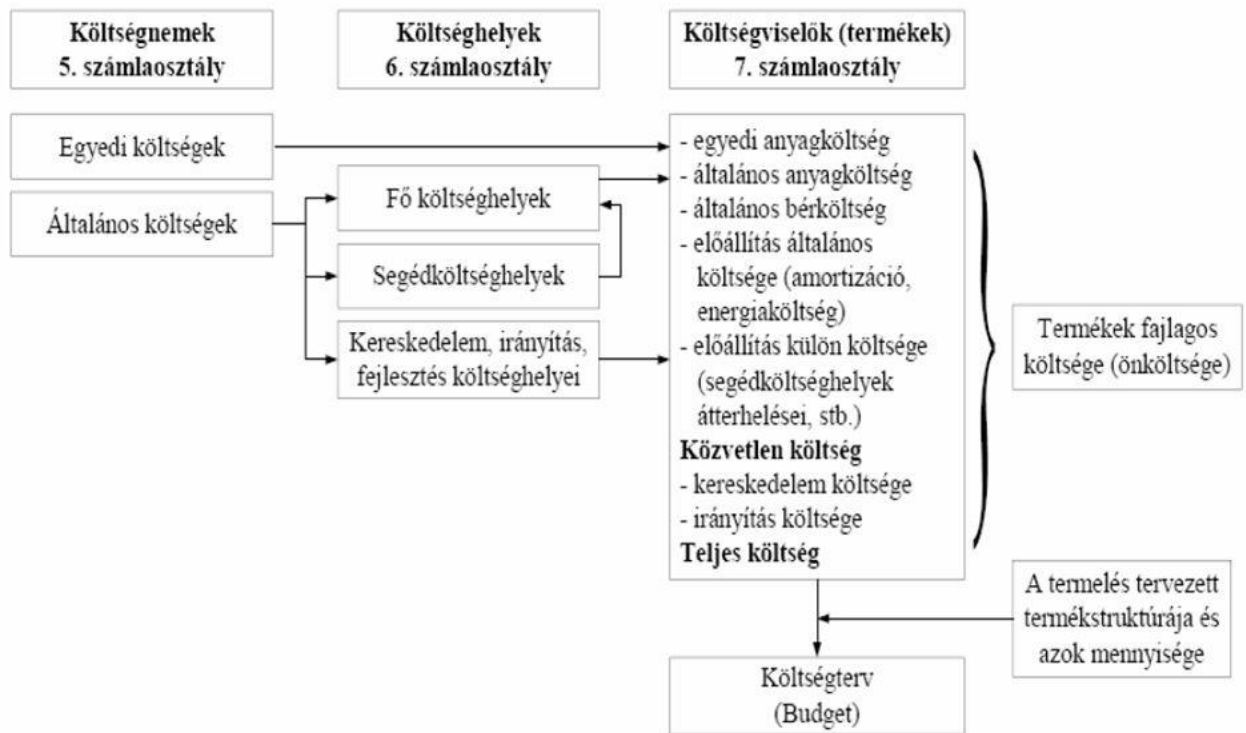 Költségnemek
5. számlaosztály
Költséghelyek
6. számlaosztály
Költségviselők (termékek)
7. számlaosztály
Egyedi költségek
Általános költségek
Fő költséghelyek
Segédköltséghelyek
Kereskedelem, irányítás,
fejlesztés költséghelyei
- egyedi anyagköltség
- általános anyagköltség
- általános bérköltség
- előállítás általános
költsége (amortizáció,
energiaköltség)
- előállítás külön költsége
(segédköltséghelyek
átterhelései, stb.)
Közvetlen költség
- kereskedelem költsége
- irányítás költsége
Teljes költség
Termékek fajlagos
költsége (önköltsége)
A termelés tervezett
termékstruktúrája és
azok mennyisége
Költségterv
(Budget)